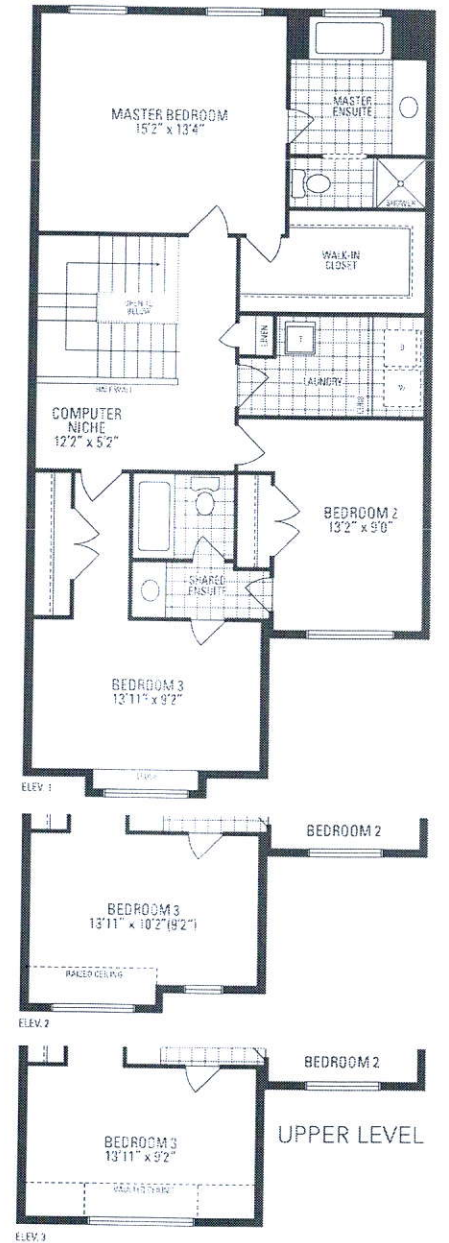 MASTER BEDROOM
15'2" x 13'4"
MASTER
ENSUITE
SHOWER
WALK-IN
CLOSET
OPEN TO
BELOW
LINEN
LAUNDRY
HALF WALL
COMPUTER
NICHE
12'2" x 5'2"
BEDROOM 2
13'2" x 9'0"
SHARED
ENSUITE
BEDROOM 3
13'11" x 9'2"
ELEV. 1
BEDROOM 2
BEDROOM 3
13'11" x 10'2"(9'2")
RAISED CEILING
ELEV. 2
BEDROOM 2
UPPER LEVEL
BEDROOM 3
13'11" x 9'2"
ELEV. 3